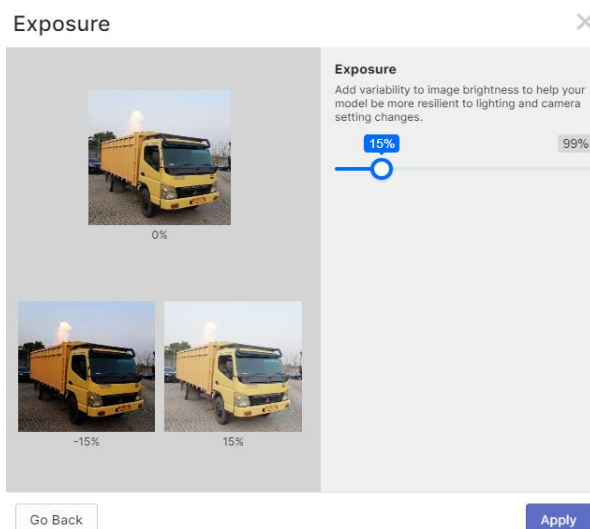 Exposure
0%
-15%
15%
Exposure
Add variability to image brightness to help your
model be more resilient to lighting and camera
setting changes.
15%
99%
Go Back
Apply